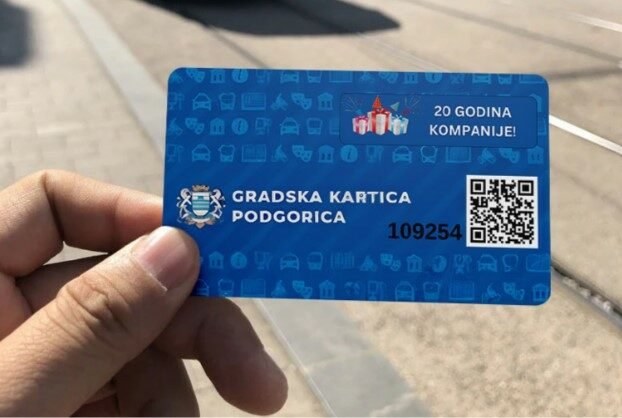 20 GODINA
KOMPANIJE!
GRADSKA KARTICA
PODGORICA
109254